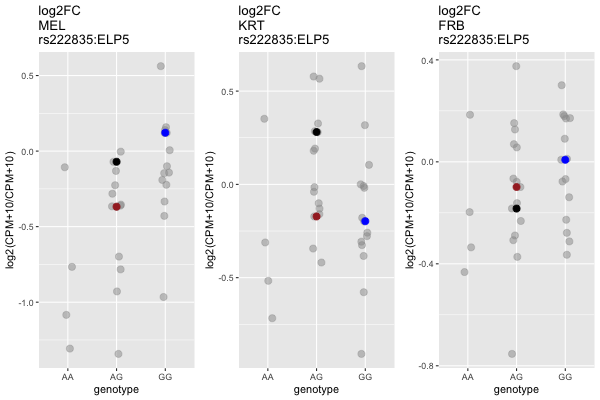 log2FC
MEL
rs222835:ELP5
log2(CPM+10/CPM+10)
0.5
0.0
-0.5
-1.0
AA
AG
GG
genotype
log2FC
KRT
rs222835:ELP5
log2(CPM+10/CPM+10)
0.5
0.0
-0.5
AA
AG
GG
genotype
log2FC
FRB
rs222835:ELP5
log2(CPM+10/CPM+10)
0.4
0.0
-0.4
-0.8
AA
AG
GG
genotype